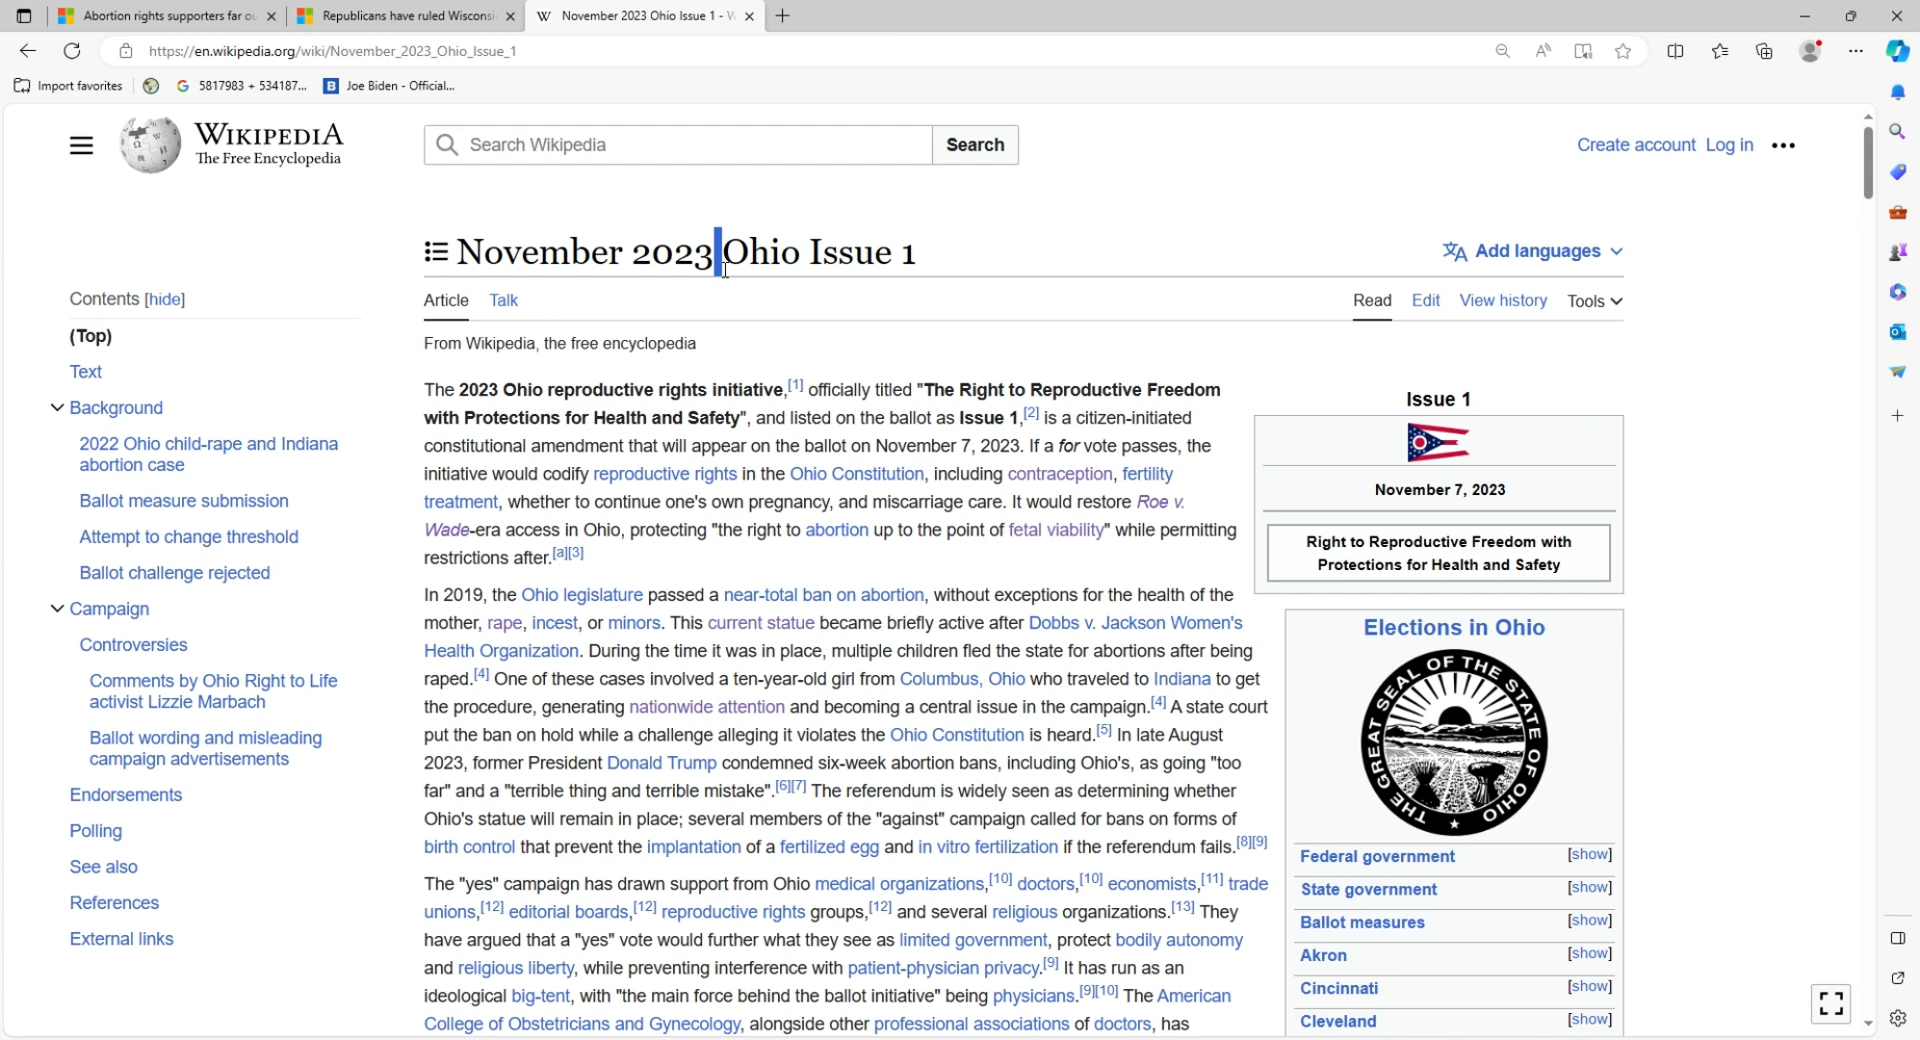 Abortion rights supporters far ou
Republicans have ruled Wisconsi
November 2023 Ohio Issue 1 - W
https://en.wikipedia.org/wiki/November_2023_Ohio_Issue_1
Import favorites
5817983 + 534187...
Joe Biden - Official...
WIKIPEDIA
The Free Encyclopedia
Search Wikipedia
Search
Create account Log in
November 2023 Ohio Issue 1
Add languages
Article Talk
Read Edit View history Tools
From Wikipedia, the free encyclopedia
Contents [hide]
(Top)
Text
Background
2022 Ohio child-rape and Indiana
abortion case
Ballot measure submission
Attempt to change threshold
Ballot challenge rejected
Campaign
Controversies
Comments by Ohio Right to Life
activist Lizzie Marbach
Ballot wording and misleading
campaign advertisements
Endorsements
Polling
See also
References
External links
The 2023 Ohio reproductive rights initiative,[1] officially titled "The Right to Reproductive Freedom
with Protections for Health and Safety", and listed on the ballot as Issue 1,[2] is a citizen-initiated
constitutional amendment that will appear on the ballot on November 7, 2023. If a for vote passes, the
initiative would codify reproductive rights in the Ohio Constitution, including contraception, fertility
treatment, whether to continue one's own pregnancy, and miscarriage care. It would restore Roe v.
Wade-era access in Ohio, protecting "the right to abortion up to the point of fetal viability" while permitting
restrictions after.[a][3]
In 2019, the Ohio legislature passed a near-total ban on abortion, without exceptions for the health of the
mother, rape, incest, or minors. This current statue became briefly active after Dobbs v. Jackson Women's
Health Organization. During the time it was in place, multiple children fled the state for abortions after being
raped.[4] One of these cases involved a ten-year-old girl from Columbus, Ohio who traveled to Indiana to get
the procedure, generating nationwide attention and becoming a central issue in the campaign.[4] A state court
put the ban on hold while a challenge alleging it violates the Ohio Constitution is heard.[5] In late August
2023, former President Donald Trump condemned six-week abortion bans, including Ohio's, as going "too
far" and a "terrible thing and terrible mistake".[6][7] The referendum is widely seen as determining whether
Ohio's statue will remain in place; several members of the "against" campaign called for bans on forms of
birth control that prevent the implantation of a fertilized egg and in vitro fertilization if the referendum fails.[8][9]
The "yes" campaign has drawn support from Ohio medical organizations,[10] doctors,[10] economists,[11] trade
unions,[12] editorial boards,[12] reproductive rights groups,[12] and several religious organizations.[13] They
have argued that a "yes" vote would further what they see as limited government, protect bodily autonomy
and religious liberty, while preventing interference with patient-physician privacy.[9] It has run as an
ideological big-tent, with "the main force behind the ballot initiative" being physicians.[9][10] The American
College of Obstetricians and Gynecology, alongside other professional associations of doctors, has
Issue 1
November 7, 2023
Right to Reproductive Freedom with
Protections for Health and Safety
Elections in Ohio
THE GREAT SEAL OF THE STATE OF OHIO
Federal government [show]
State government [show]
Ballot measures [show]
Akron [show]
Cincinnati [show]
Cleveland [show]